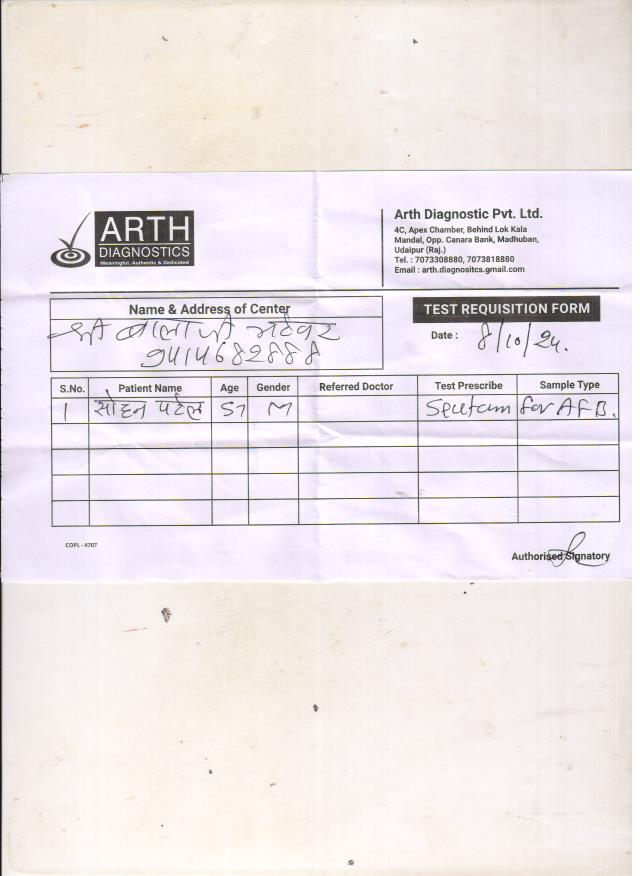 ARTH
DIAGNOSTICS
Meaningful, Authentic & Dedicated
Arth Diagnostic Pvt. Ltd.
4C, Apex Chamber, Behind Lok Kala
Mandal, Opp. Canara Bank, Madhuban,
Udaipur (Raj.)
Tel. : 7073308880, 7073818880
Email : arth.diagnositcs.gmail.com
Name & Address of Center
श्री बालाजी
9414682888
TEST REQUISITION FORM
Date : 8/10/24.
S.No. Patient Name Age Gender Referred Doctor Test Prescribe Sample Type
1 सोहन पटेल 57 M Seutam for AFB.
COPL - 4707
Authorised Signatory